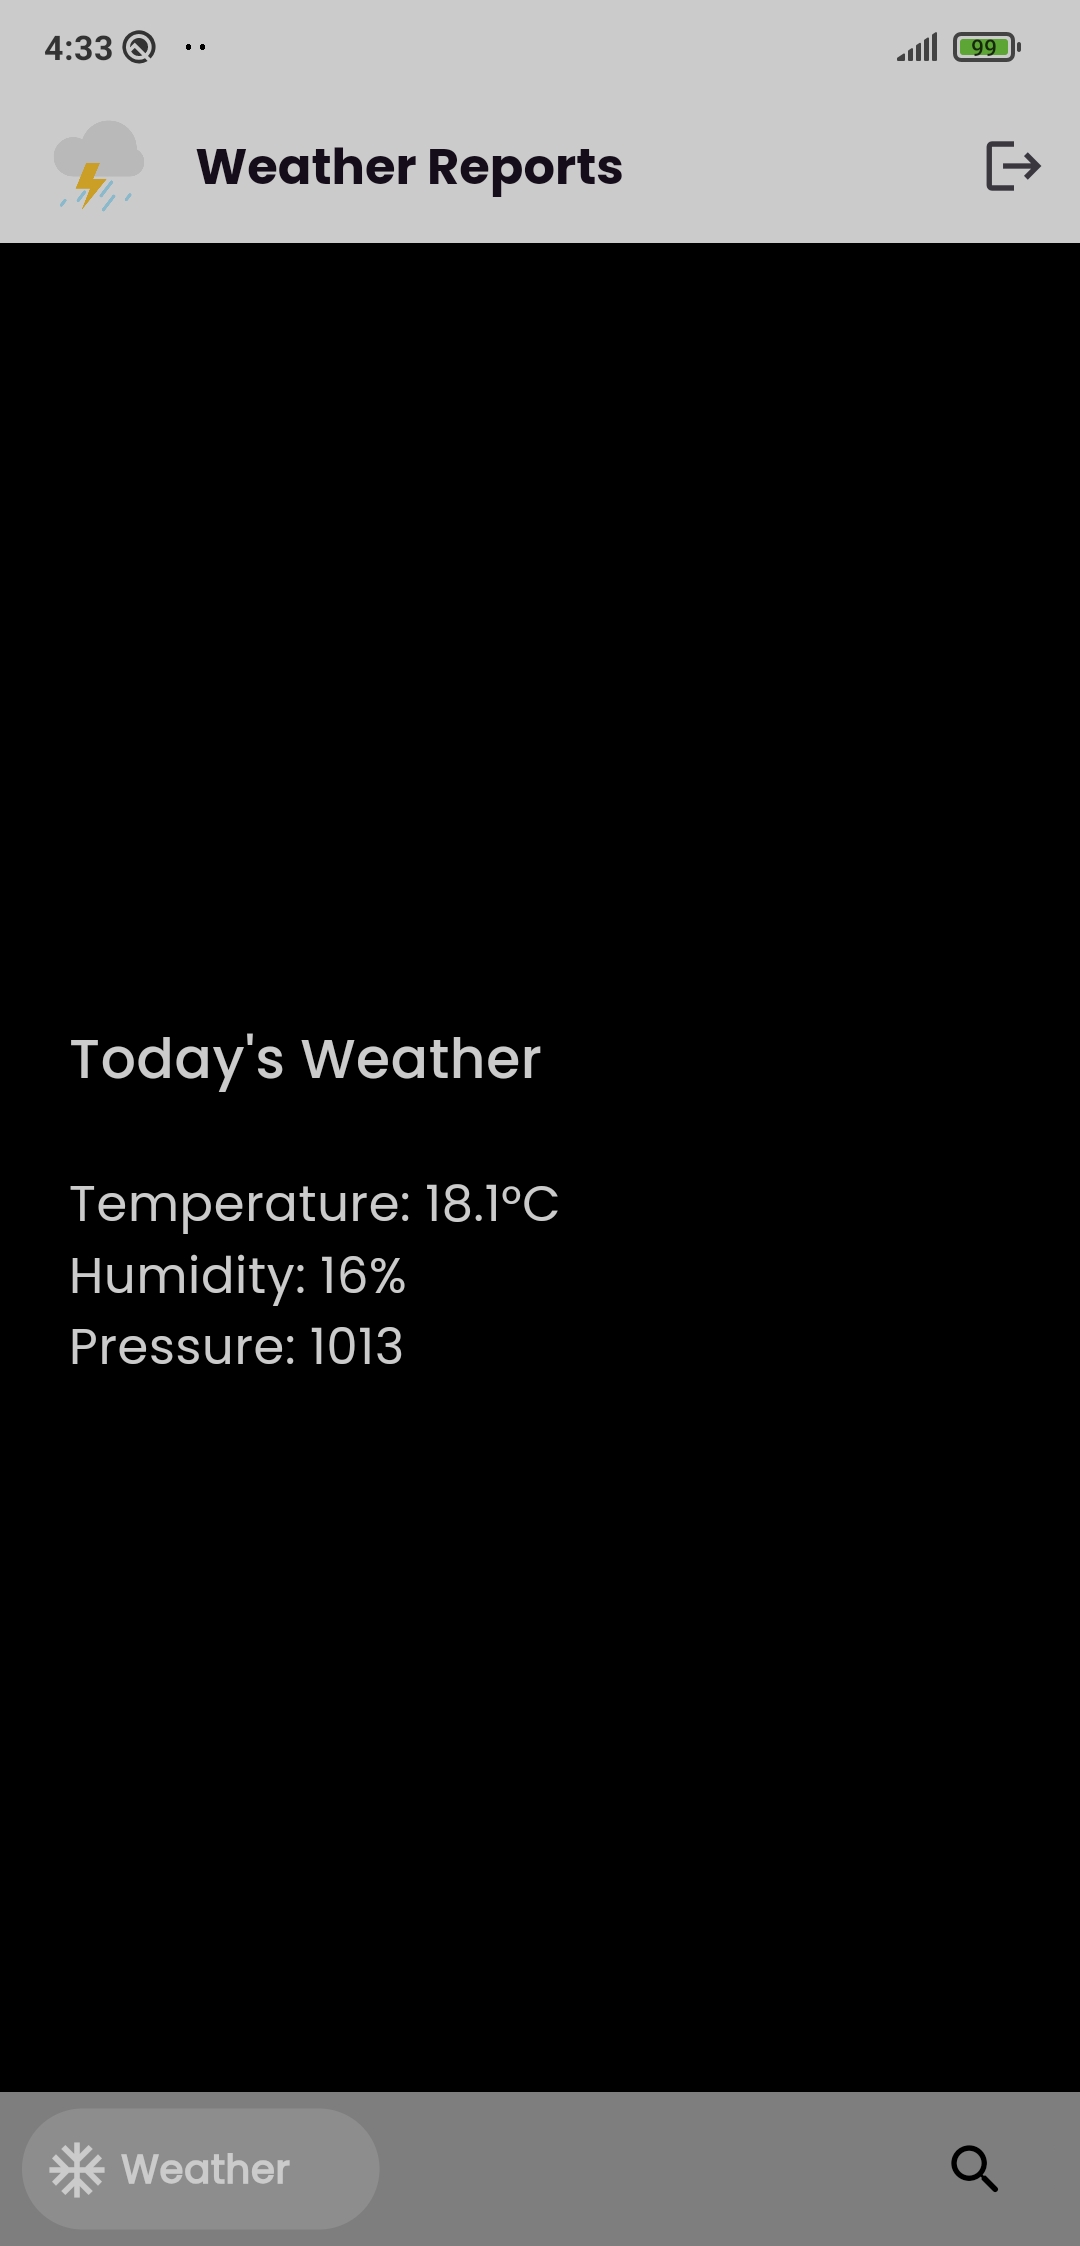 4:33
99
Weather Reports
Today's Weather
Temperature: 18.1°C
Humidity: 16%
Pressure: 1013
Weather